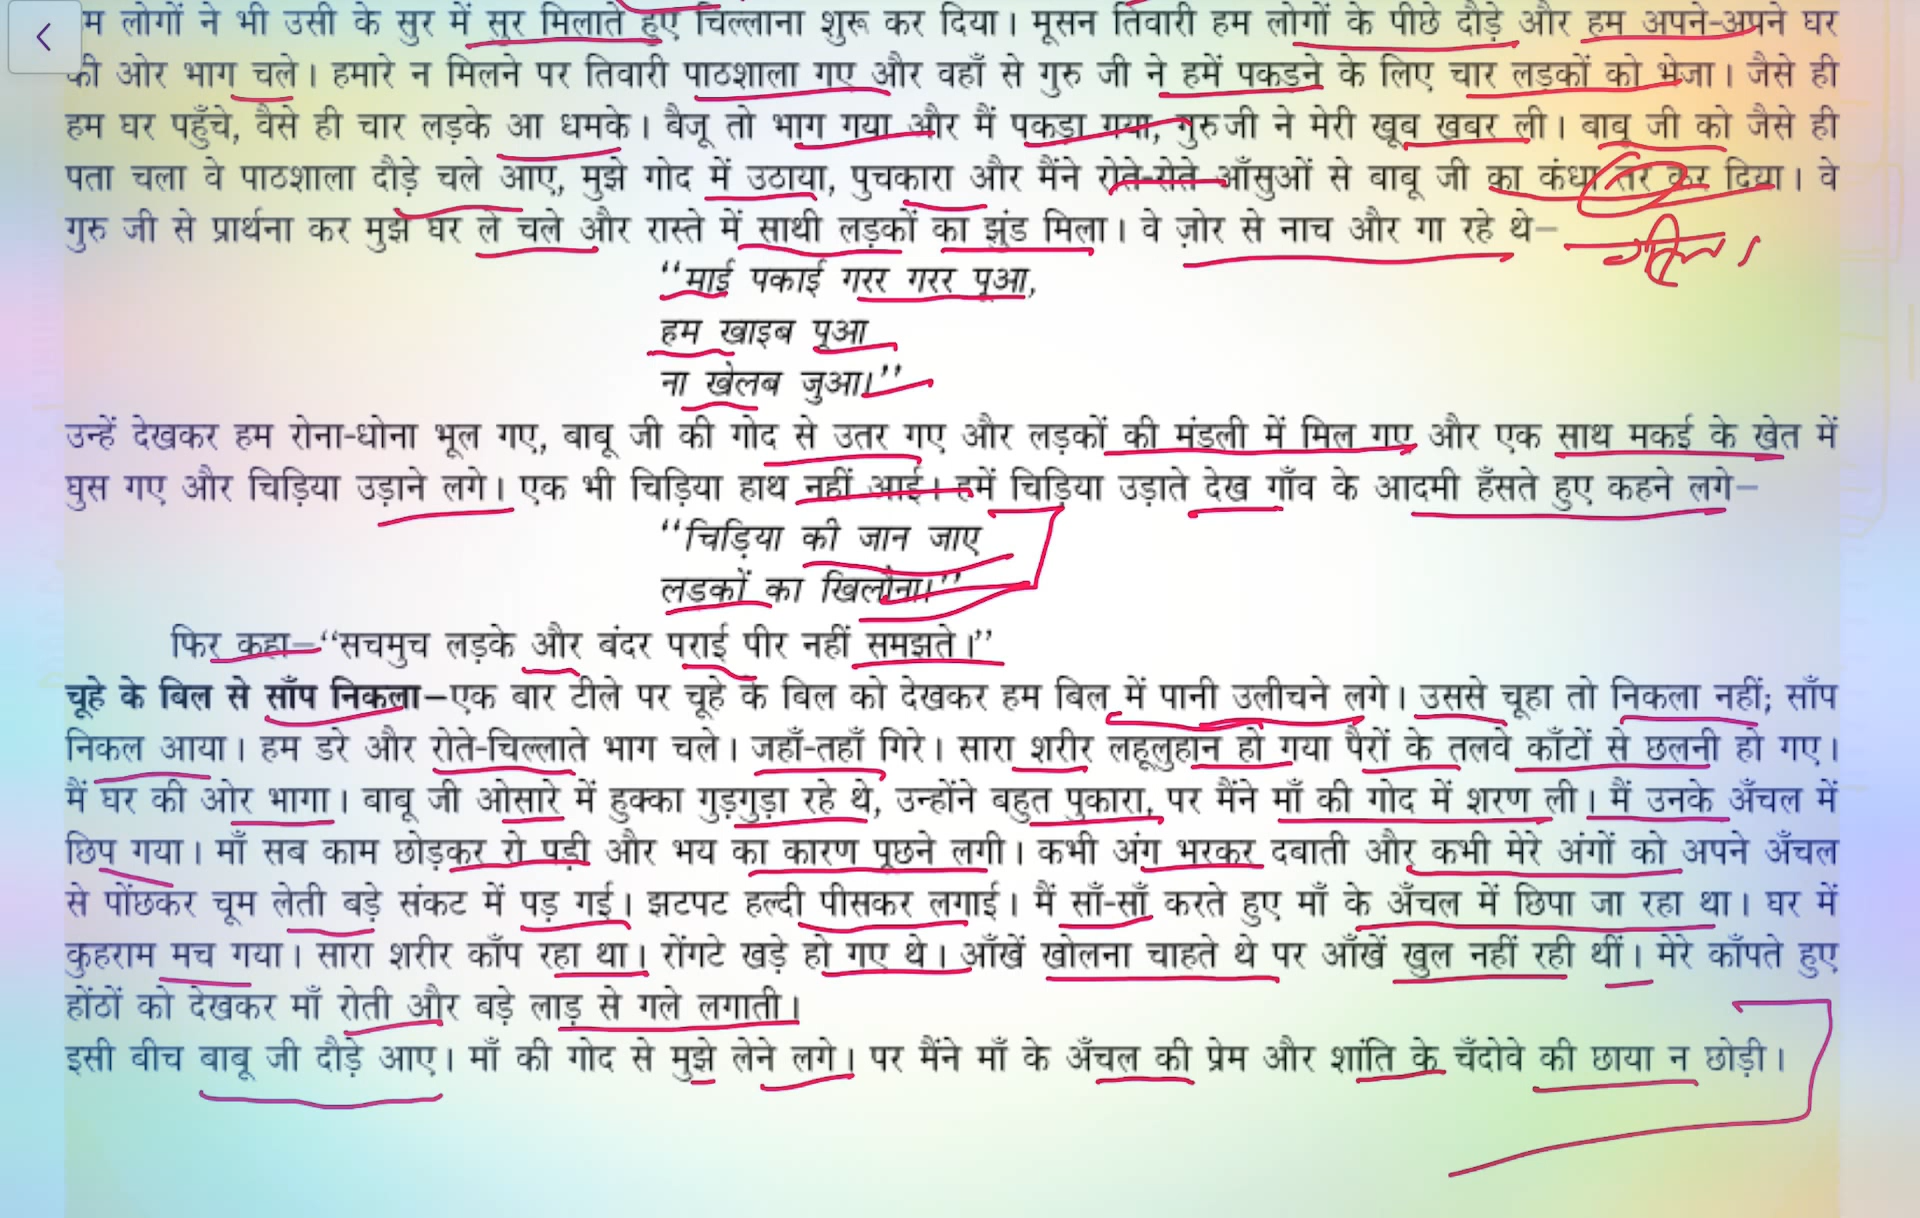 म लोगों ने भी उसी के सुर में सुर मिलाते हुए चिल्लाना शुरू कर दिया। मूसन तिवारी हम लोगों के पीछे दौड़े और हम अपने-अपने घर
की ओर भाग चले। हमारे न मिलने पर तिवारी पाठशाला गए और वहाँ से गुरु जी ने हमें पकड़ने के लिए चार लड़कों को भेजा। जैसे ही
हम घर पहुँचे, वैसे ही चार लड़के आ धमके। बैजू तो भाग गया और मैं पकड़ा गया, गुरुजी ने मेरी खूब खबर ली। बाबू जी को जैसे ही
पता चला वे पाठशाला दौड़े चले आए, मुझे गोद में उठाया, पुचकारा और मैंने रोते-रोते आँसुओं से बाबू जी का कंधा तर कर दिया। वे
गुरु जी से प्रार्थना कर मुझे घर ले चले और रास्ते में साथी लड़कों का झुंड मिला। वे ज़ोर से नाच और गा रहे थे–
‘‘माई पकाई गरर गरर पूआ,
हम खाइब पूआ
ना खेलब जुआ।’’
उन्हें देखकर हम रोना-धोना भूल गए, बाबू जी की गोद से उतर गए और लड़कों की मंडली में मिल गए और एक साथ मकई के खेत में
घुस गए और चिड़िया उड़ाने लगे। एक भी चिड़िया हाथ नहीं आई। हमें चिड़िया उड़ाते देख गाँव के आदमी हँसते हुए कहने लगे–
‘‘चिड़िया की जान जाए
लडकों का खिलौना।’’
फिर कहा–‘‘सचमुच लड़के और बंदर पराई पीर नहीं समझते।’’
चूहे के बिल से साँप निकला–एक बार टीले पर चूहे के बिल को देखकर हम बिल में पानी उलीचने लगे। उससे चूहा तो निकला नहीं; साँप
निकल आया। हम डरे और रोते-चिल्लाते भाग चले। जहाँ-तहाँ गिरे। सारा शरीर लहूलुहान हो गया पैरों के तलवे काँटों से छलनी हो गए।
मैं घर की ओर भागा। बाबू जी ओसारे में हुक्का गुड़गुड़ा रहे थे, उन्होंने बहुत पुकारा, पर मैंने माँ की गोद में शरण ली। मैं उनके अँचल में
छिप गया। माँ सब काम छोड़कर रो पड़ी और भय का कारण पूछने लगी। कभी अंग भरकर दबाती और कभी मेरे अंगों को अपने अँचल
से पोंछकर चूम लेती बड़े संकट में पड़ गई। झटपट हल्दी पीसकर लगाई। मैं साँ-साँ करते हुए माँ के अँचल में छिपा जा रहा था। घर में
कुहराम मच गया। सारा शरीर काँप रहा था। रोंगटे खड़े हो गए थे। आँखें खोलना चाहते थे पर आँखें खुल नहीं रही थीं। मेरे काँपते हुए
होंठों को देखकर माँ रोती और बड़े लाड़ से गले लगाती।
इसी बीच बाबू जी दौड़े आए। माँ की गोद से मुझे लेने लगे। पर मैंने माँ के अँचल की प्रेम और शांति के चँदोवे की छाया न छोड़ी।